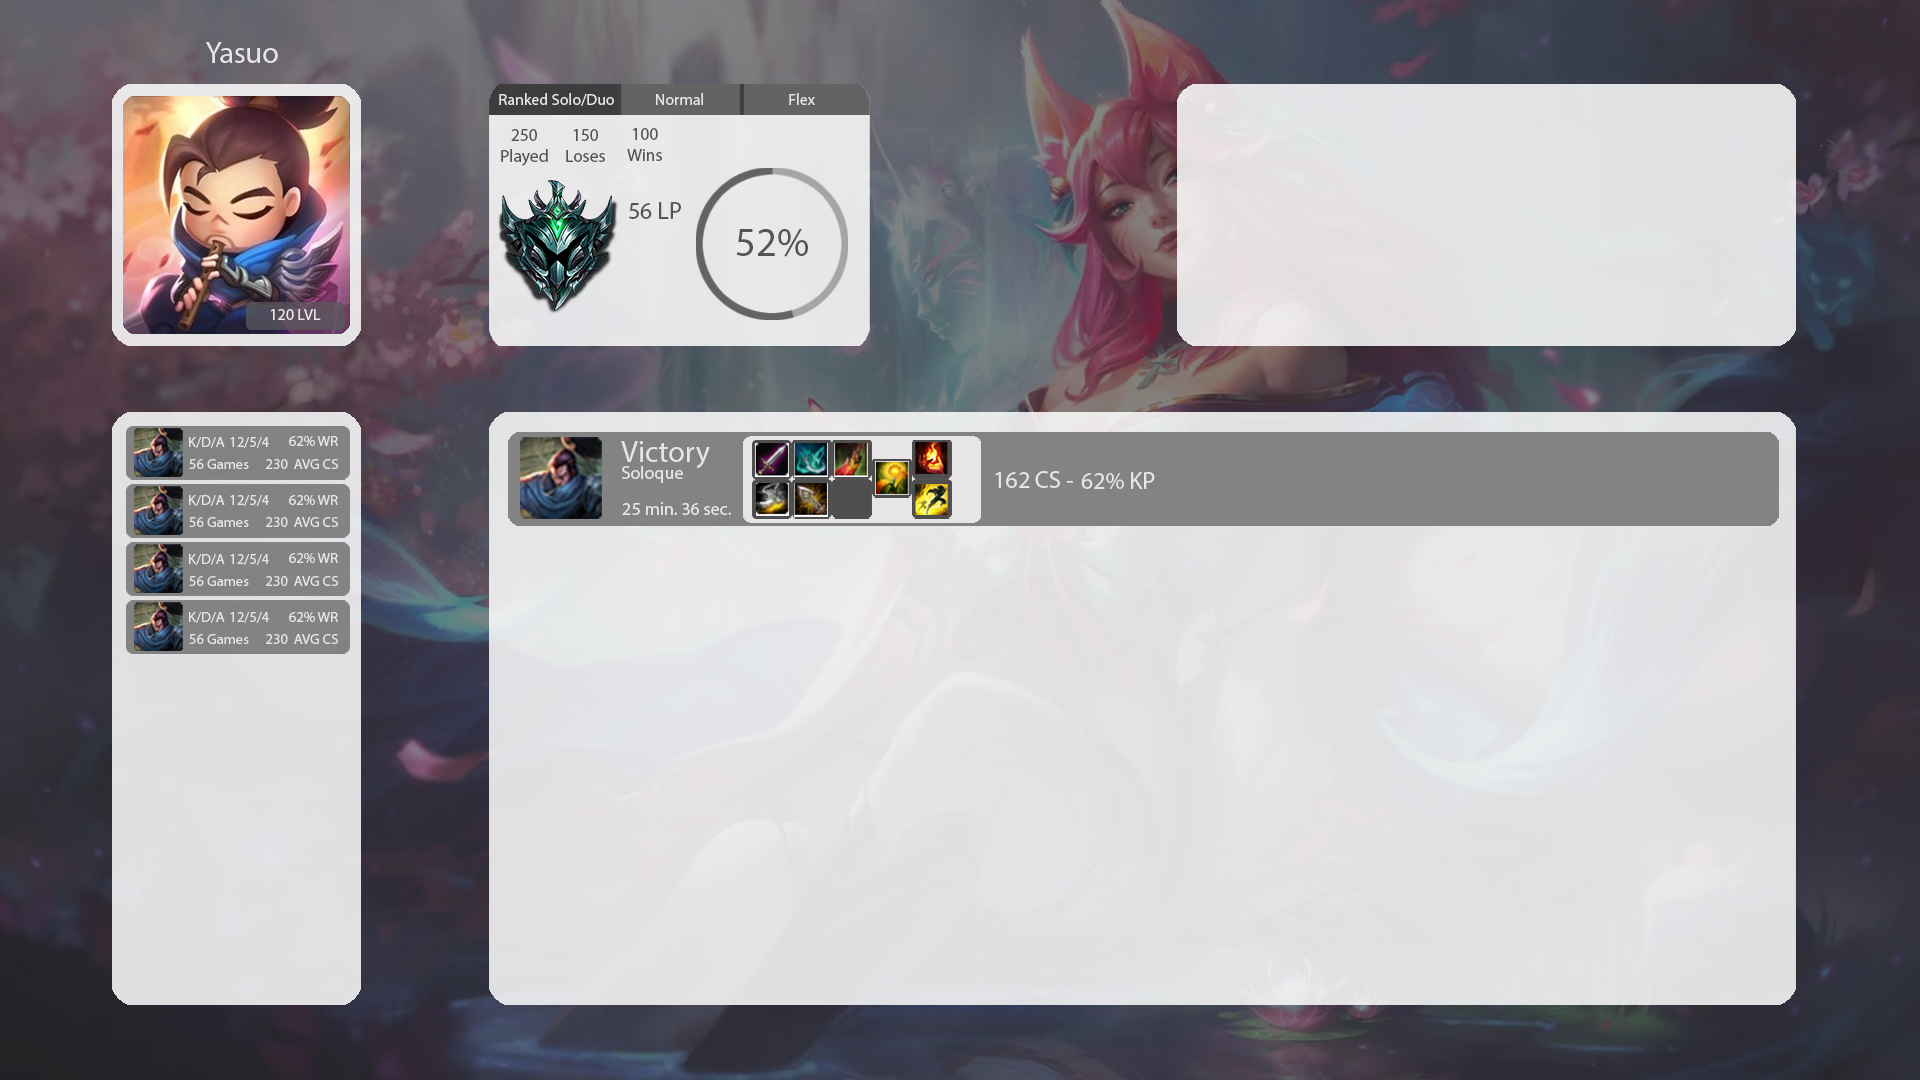 Yasuo
120 LVL
Ranked Solo/Duo Normal Flex
250 150 100
Played Loses Wins
56 LP
52%
K/D/A 12/5/4 62% WR
56 Games 230 AVG CS
K/D/A 12/5/4 62% WR
56 Games 230 AVG CS
K/D/A 12/5/4 62% WR
56 Games 230 AVG CS
K/D/A 12/5/4 62% WR
56 Games 230 AVG CS
Victory
Soloque
25 min. 36 sec.
162 CS - 62% KP